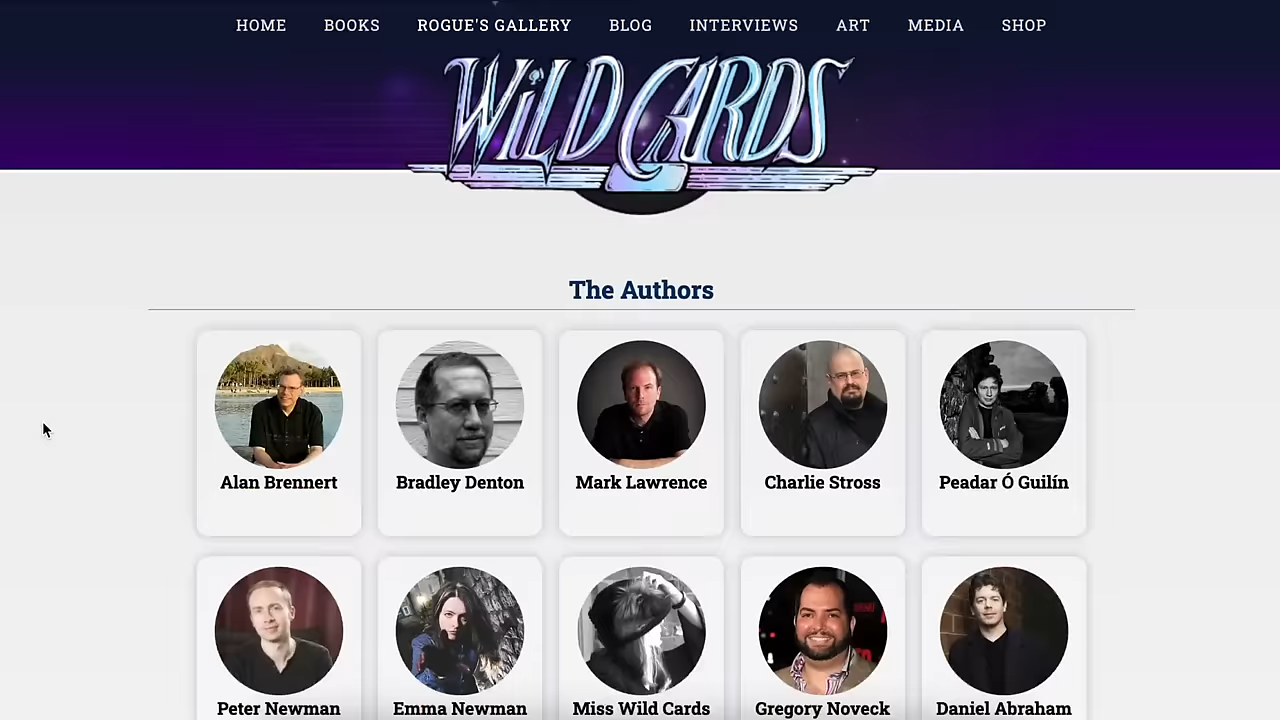 HOME BOOKS ROGUE'S GALLERY BLOG INTERVIEWS ART MEDIA SHOP
WiLD CARDS
The Authors
Alan Brennert Bradley Denton Mark Lawrence Charlie Stross Peadar Ó Guilín
Peter Newman Emma Newman Miss Wild Cards Gregory Noveck Daniel Abraham